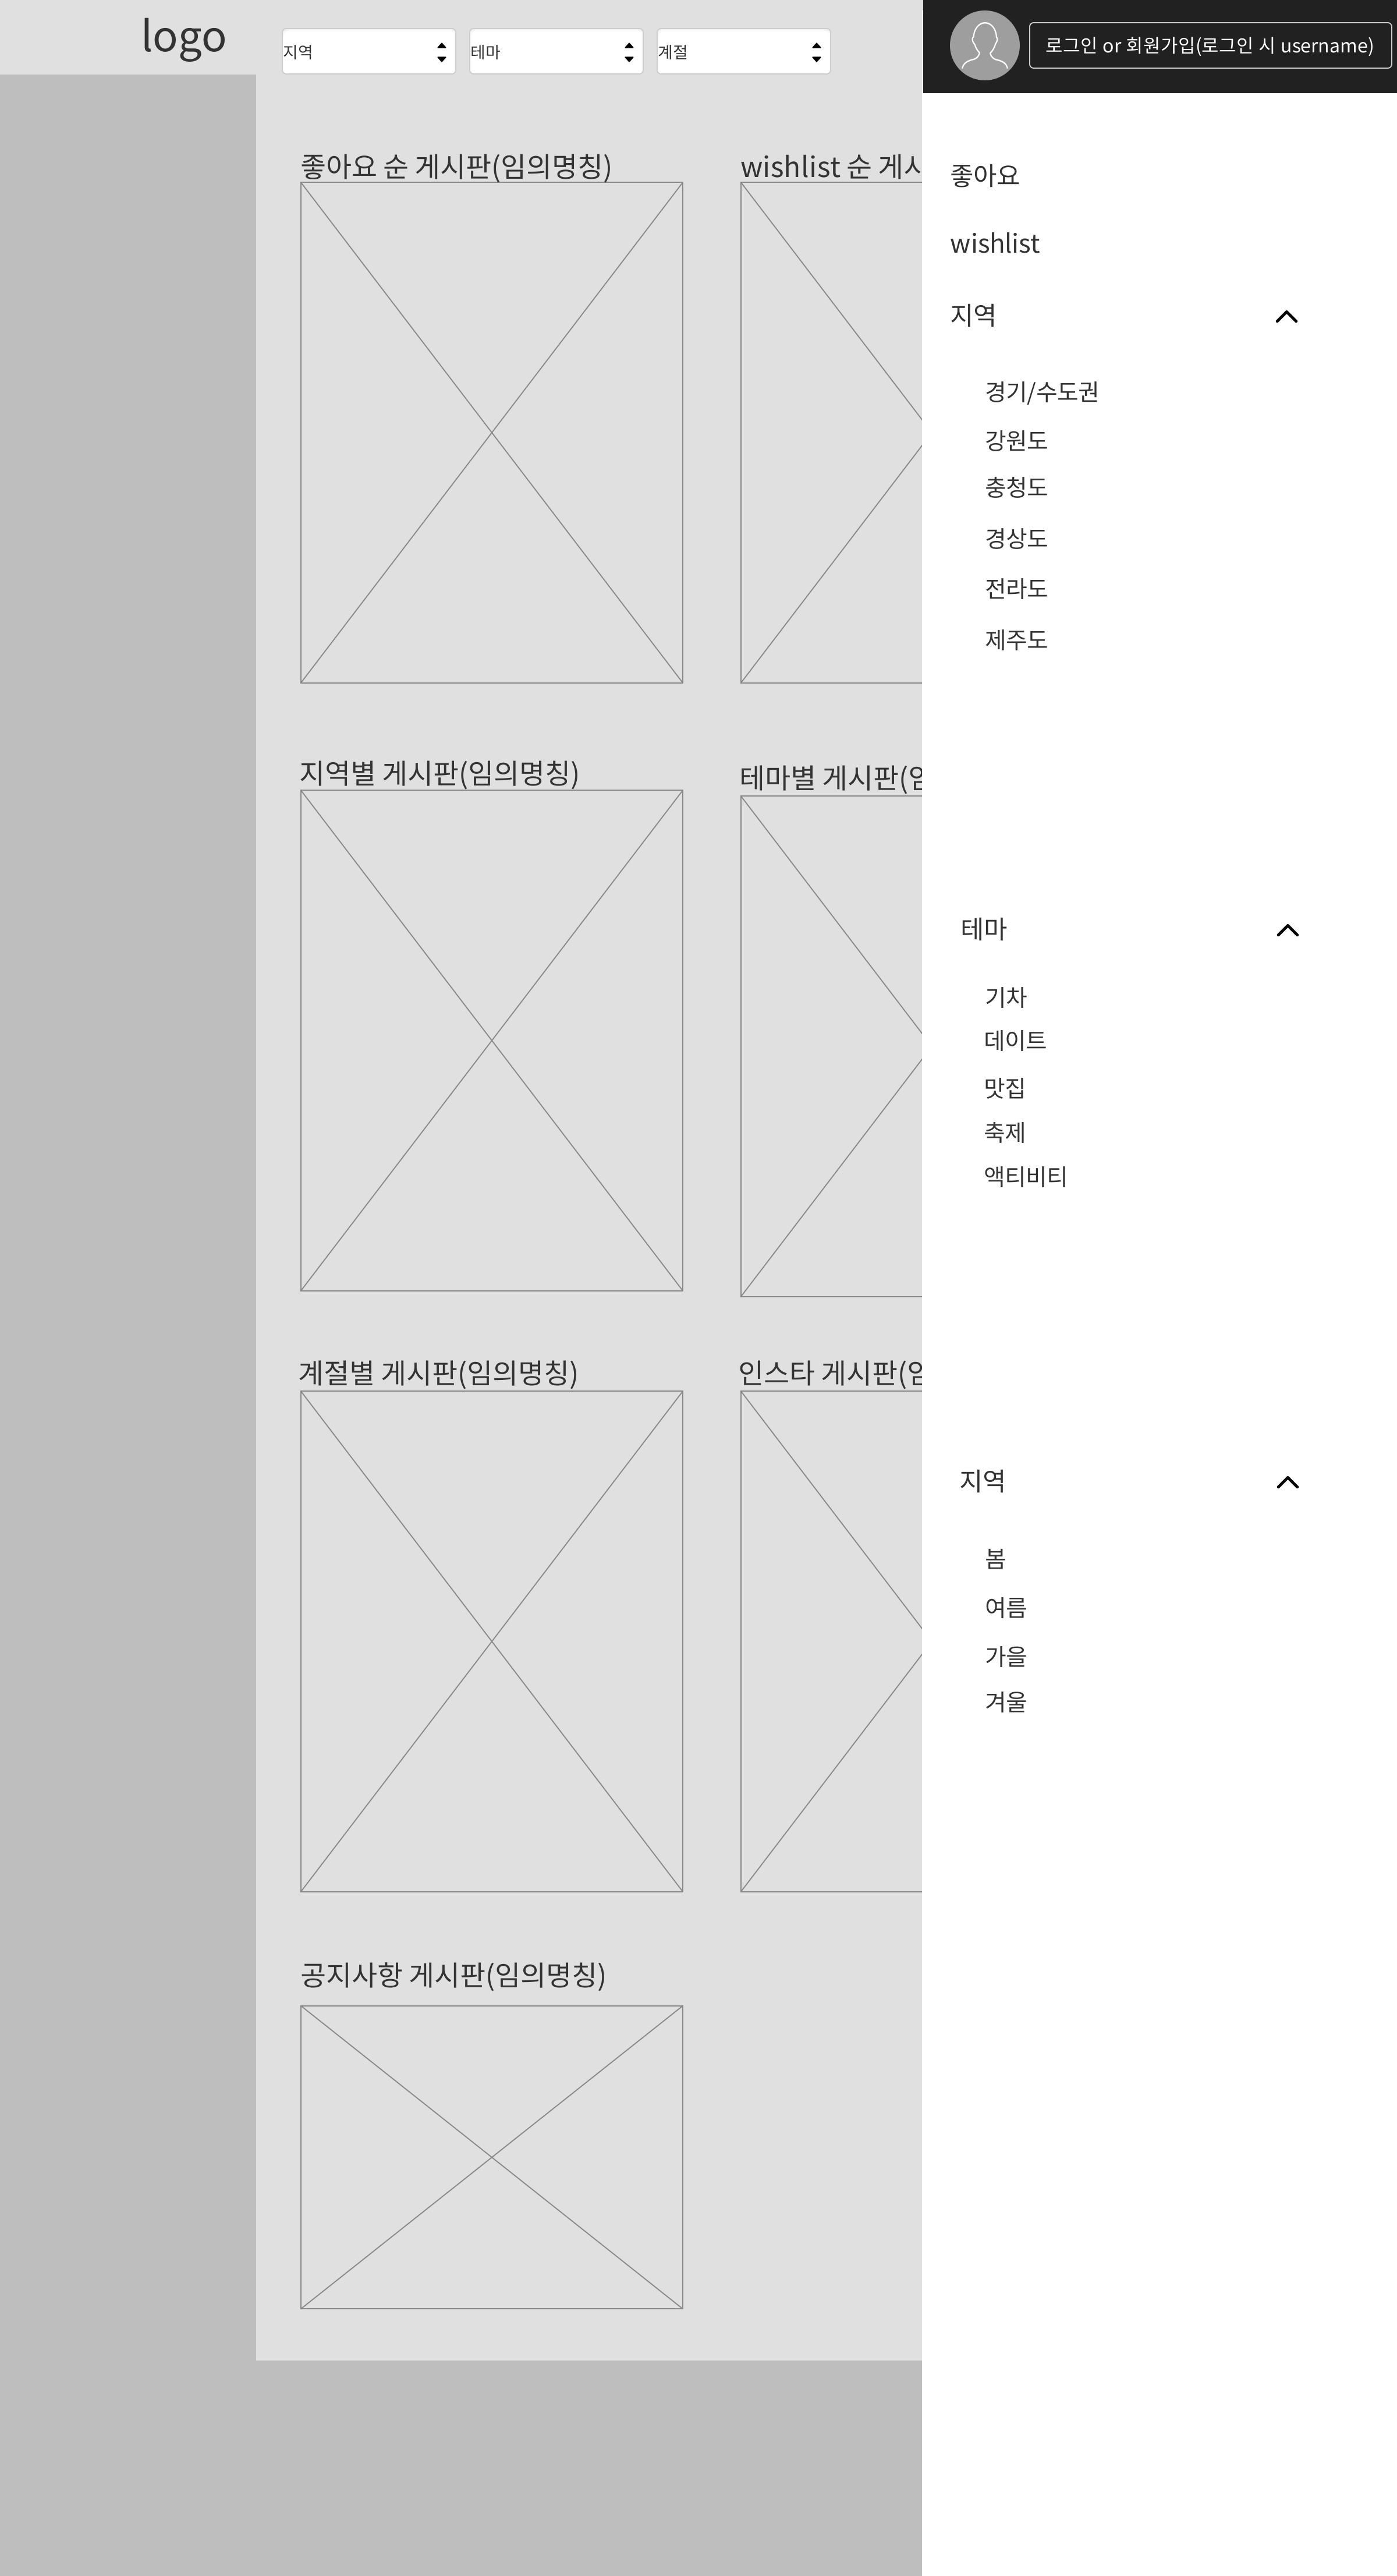 logo
지역
테마
계절
로그인 or 회원가입(로그인 시 username)
좋아요 순 게시판(임의명칭)
wishlist 순 게시
지역별 게시판(임의명칭)
테마별 게시판(임
계절별 게시판(임의명칭)
인스타 게시판(임
공지사항 게시판(임의명칭)
좋아요
wishlist
지역
경기/수도권
강원도
충청도
경상도
전라도
제주도
테마
기차
데이트
맛집
축제
액티비티
지역
봄
여름
가을
겨울